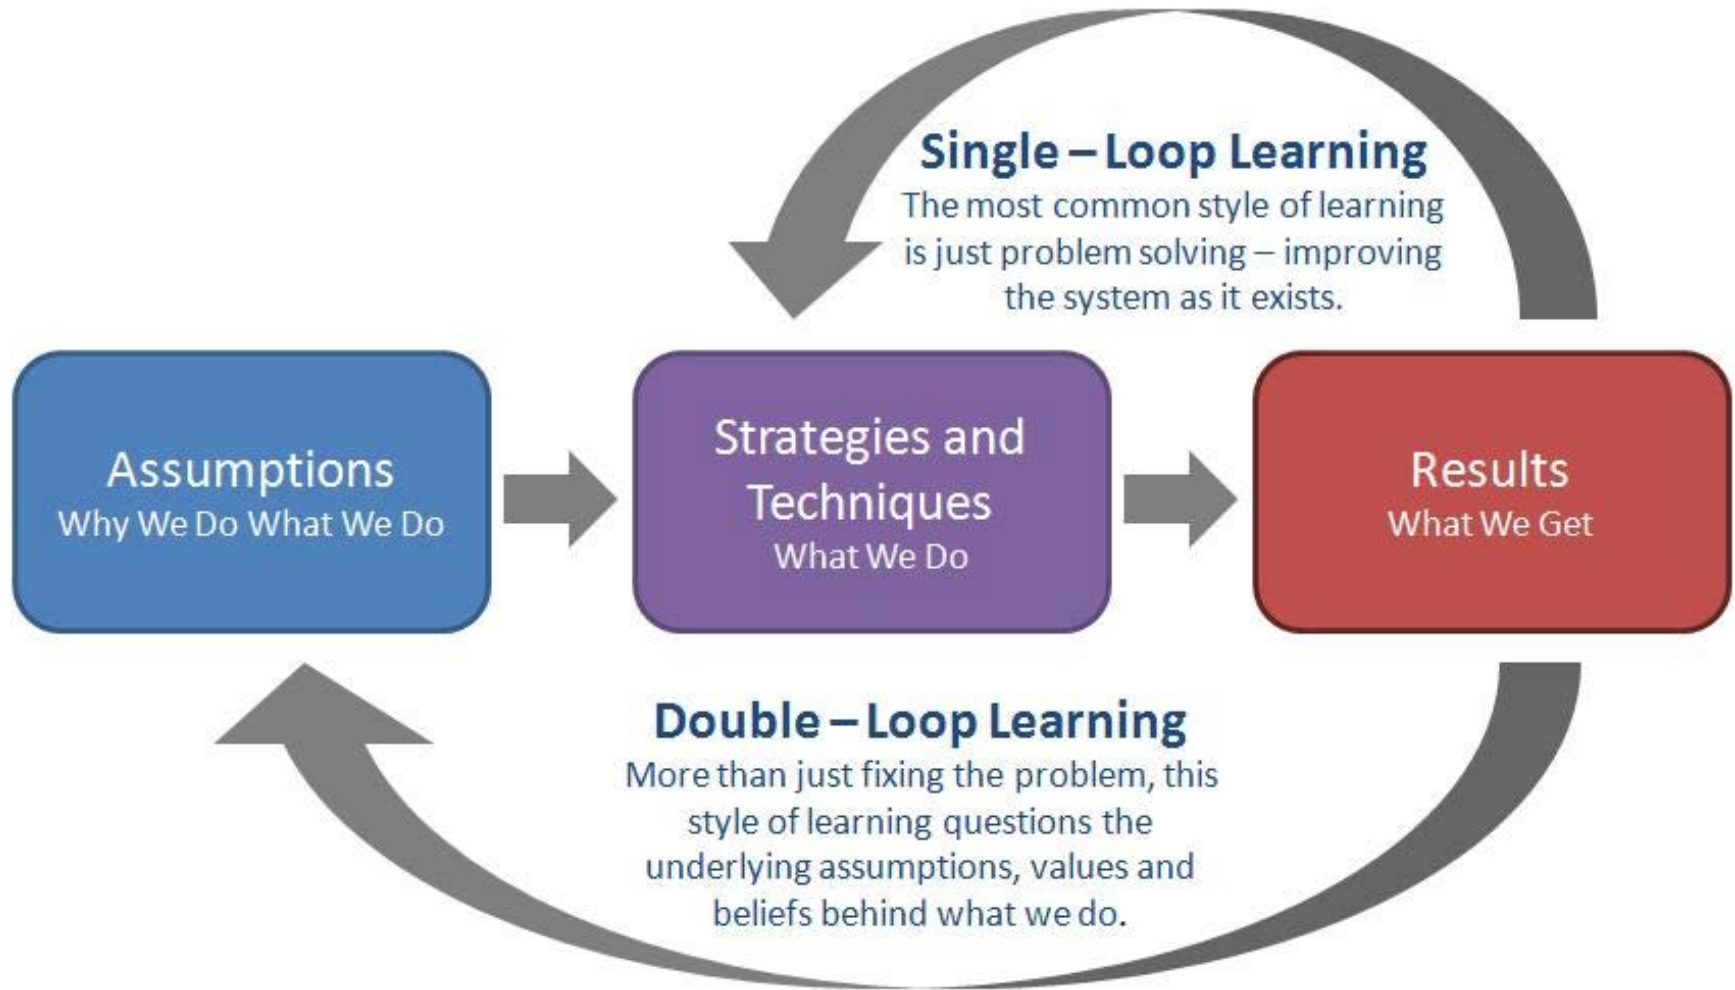 Single – Loop Learning
The most common style of learning
is just problem solving – improving
the system as it exists.
Assumptions
Why We Do What We Do
Strategies and
Techniques
What We Do
Results
What We Get
Double – Loop Learning
More than just fixing the problem, this
style of learning questions the
underlying assumptions, values and
beliefs behind what we do.